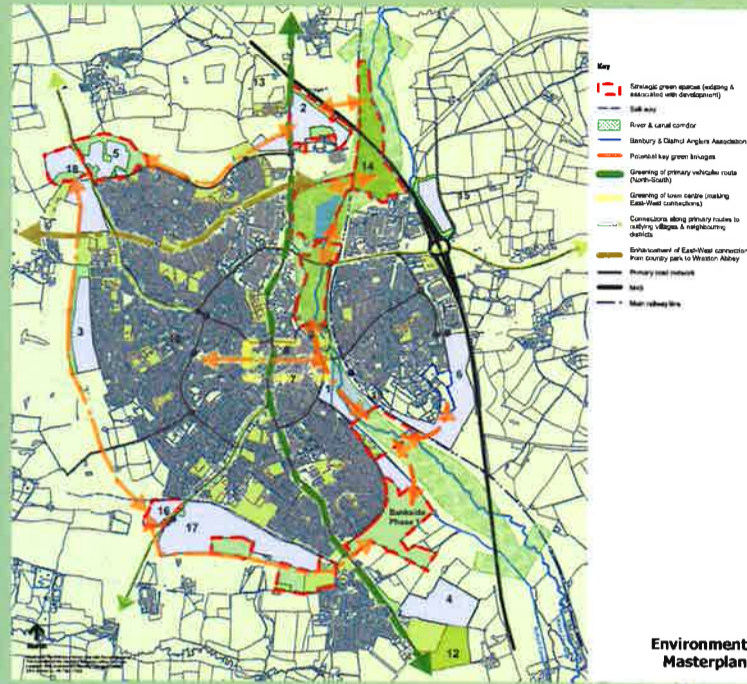 Key
Strategic green spaces (existing &
associated with development)
Salt way
River & canal corridor
Banbury & District Anglers Association
Potential key green linkages
Greening of primary vehicular route
(North-South)
Greening of town centre (making
East-West connections)
Connections along primary routes to
outlying villages & neighbouring
districts
Enhancement of East-West connection
from country park to Wroxton Abbey
Primary road network
M40
Main railway line
13
2
5
18
14
15
3
7
1
6
16
17
Bankside
Phase 1
4
12
North
Environment
Masterplan